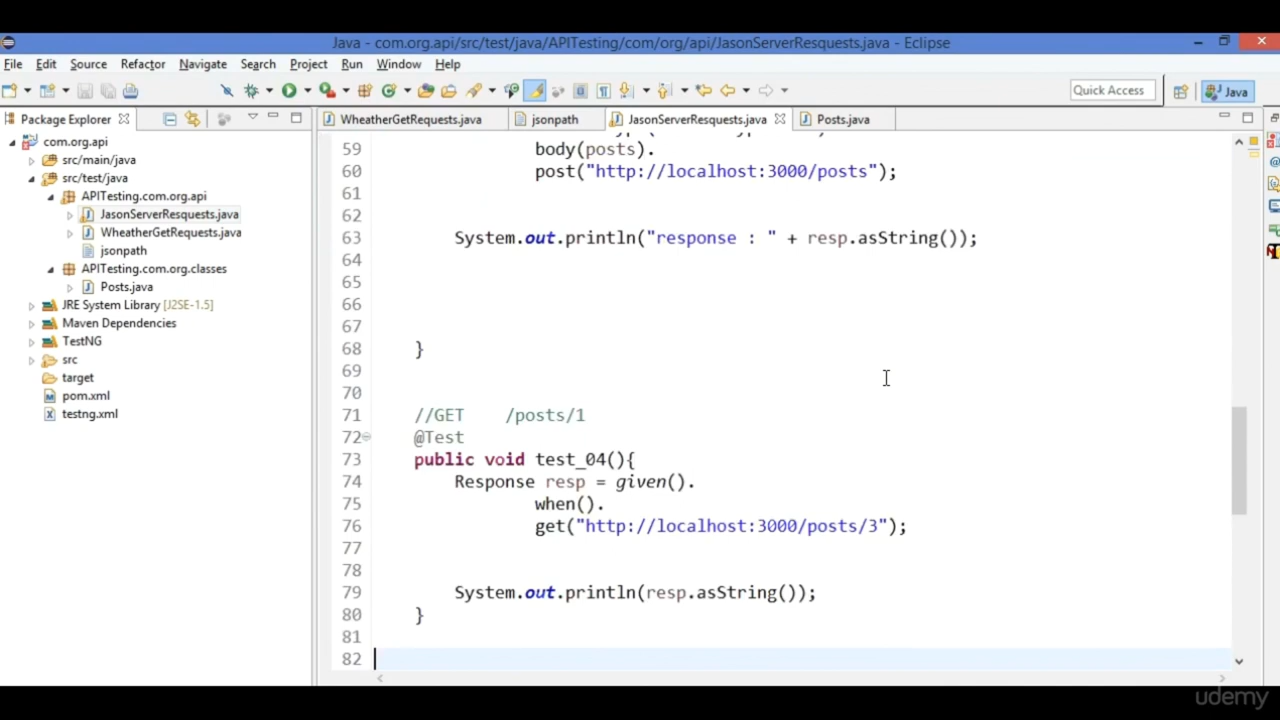 Java - com.org.api/src/test/java/APITesting/com/org/api/JasonServerResquests.java - Eclipse
File Edit Source Refactor Navigate Search Project Run Window Help
Quick Access
Java
Package Explorer
WheatherGetRequests.java
jsonpath
JasonServerResquests.java
Posts.java
com.org.api
src/main/java
src/test/java
APITesting.com.org.api
JasonServerResquests.java
WheatherGetRequests.java
jsonpath
APITesting.com.org.classes
Posts.java
JRE System Library [J2SE-1.5]
Maven Dependencies
TestNG
src
target
pom.xml
testng.xml
59 body(posts).
60 post("http://localhost:3000/posts");
61
62
63 System.out.println("response : " + resp.asString());
64
65
66
67
68 }
69
70
71 //GET /posts/1
72 @Test
73 public void test_04(){
74 Response resp = given().
75 when().
76 get("http://localhost:3000/posts/3");
77
78
79 System.out.println(resp.asString());
80 }
81
82
udemy